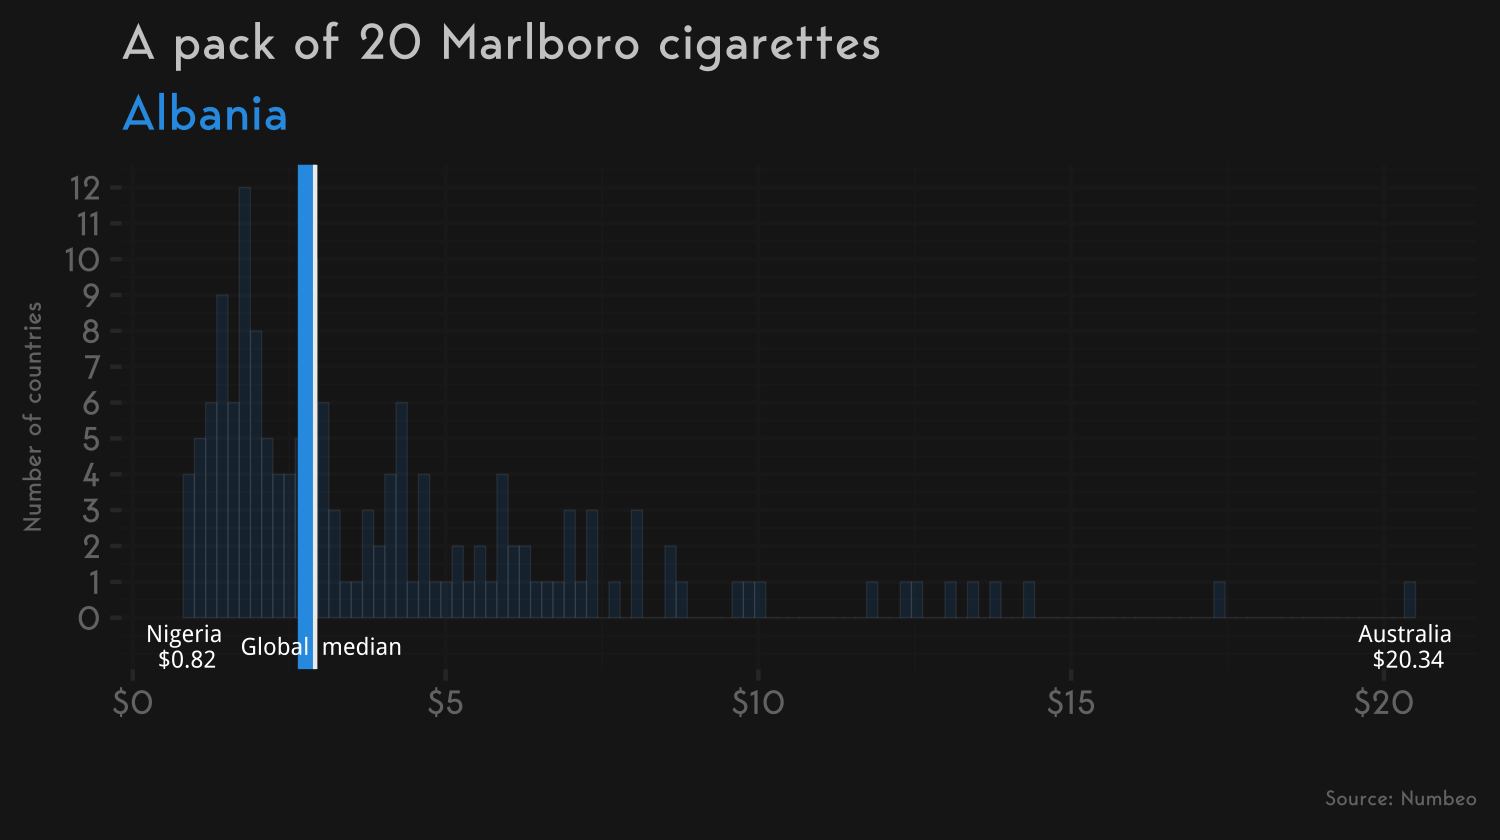 A pack of 20 Marlboro cigarettes
Albania
Number of countries
12
11
10
9
8
7
6
5
4
3
2
1
0
Nigeria
$0.82
Global median
Australia
$20.34
$0 $5 $10 $15 $20
Source: Numbeo